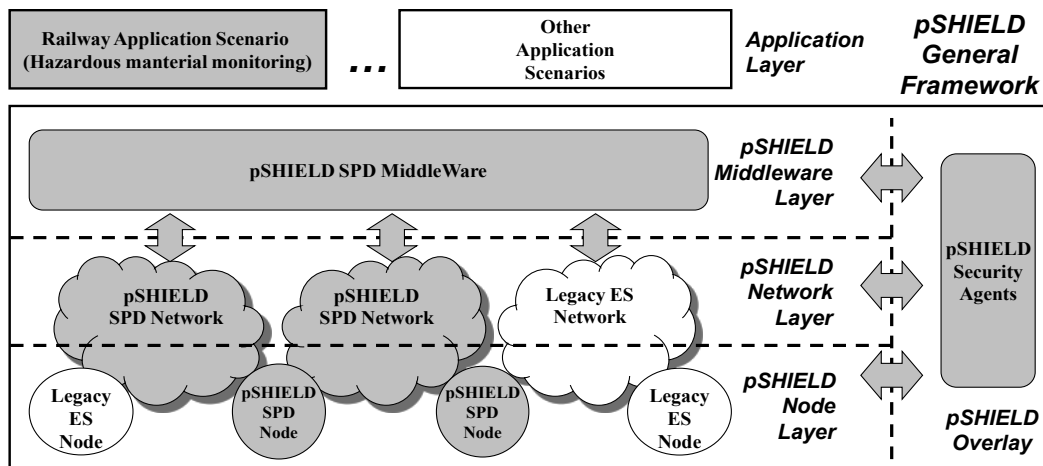 Railway Application Scenario
(Hazardous manterial monitoring)
...
Other
Application
Scenarios
Application
Layer
pSHIELD
General
Framework
pSHIELD SPD MiddleWare
pSHIELD
Middleware
Layer
pSHIELD
SPD Network
pSHIELD
SPD Network
Legacy ES
Network
pSHIELD
Network
Layer
pSHIELD
Security
Agents
Legacy
ES
Node
pSHIELD
SPD
Node
pSHIELD
SPD
Node
Legacy
ES
Node
pSHIELD
Node
Layer
pSHIELD
Overlay